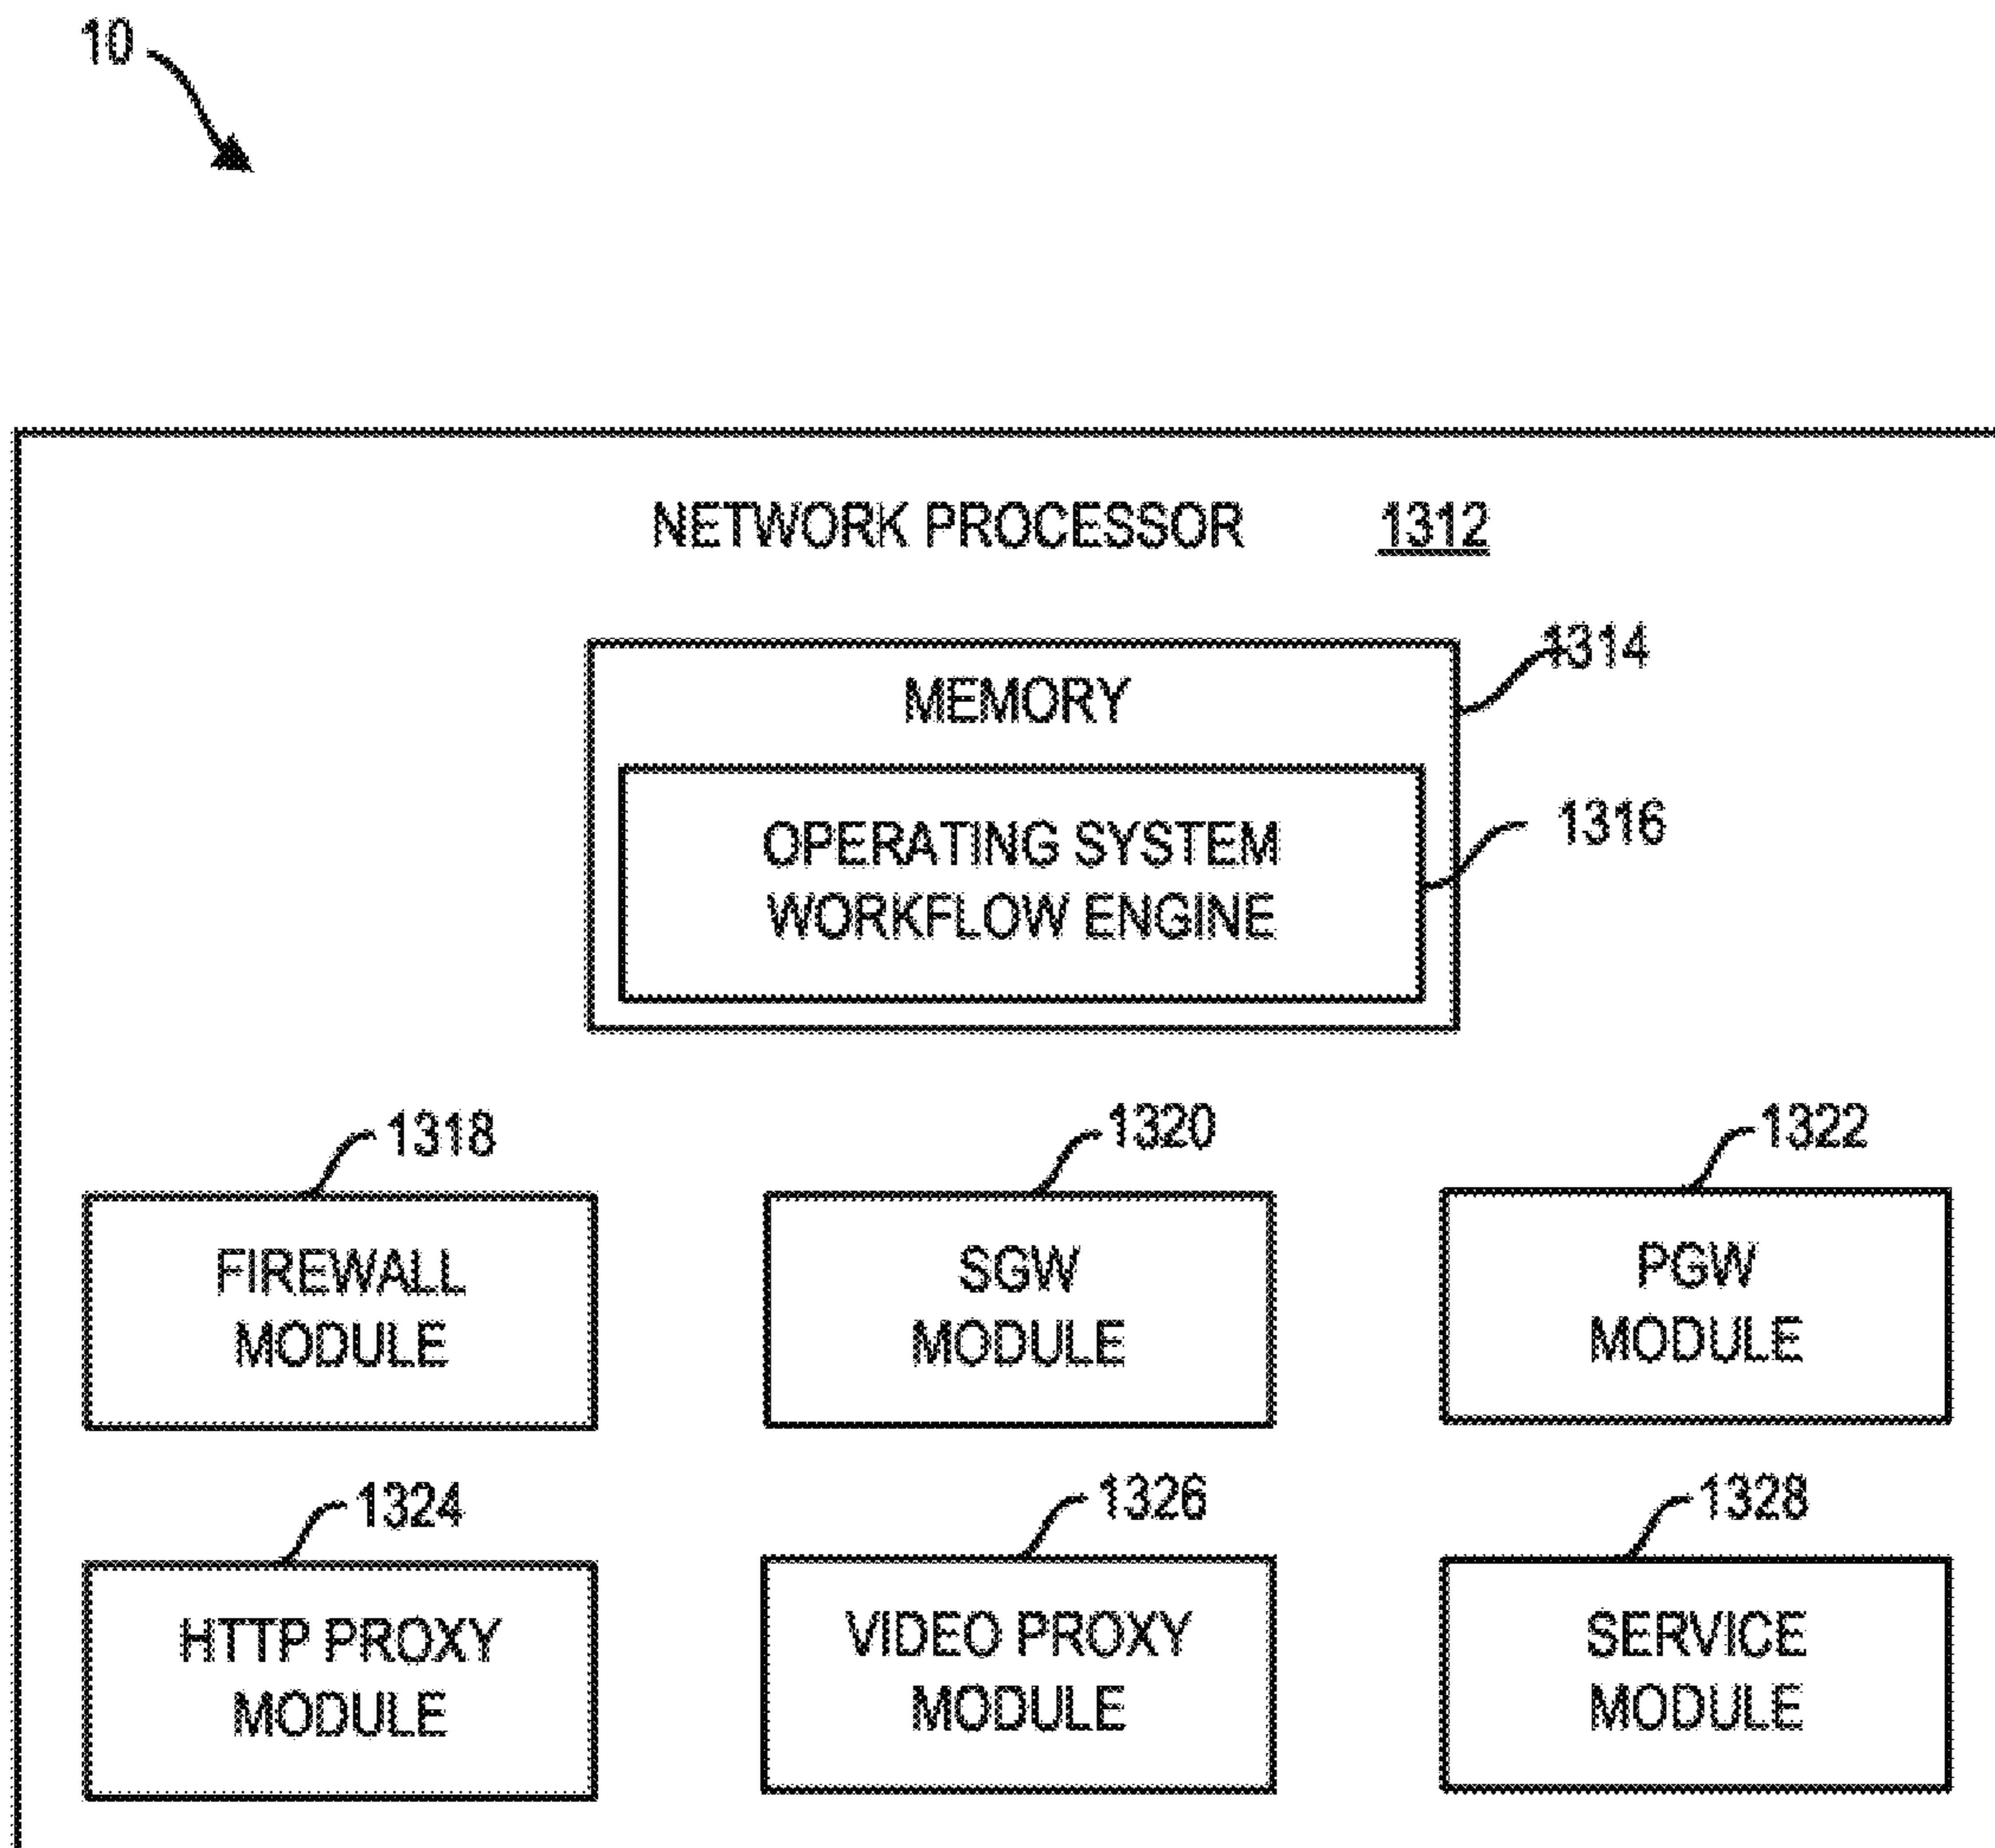 10
NETWORK PROCESSOR 1312
1314
MEMORY
1316
OPERATING SYSTEM
WORKFLOW ENGINE
1318
1320
1322
FIREWALL
MODULE
SGW
MODULE
PGW
MODULE
1324
1326
1328
HTTP PROXY
MODULE
VIDEO PROXY
MODULE
SERVICE
MODULE